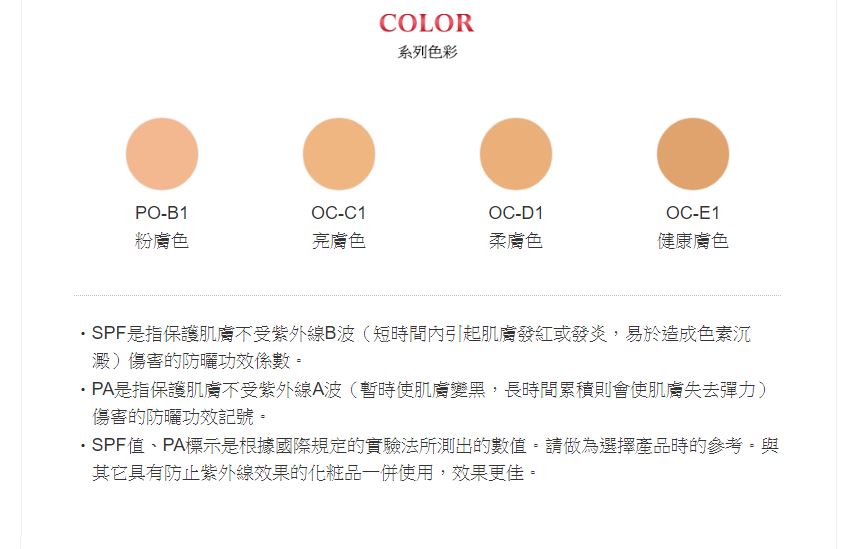 COLOR
系列色彩
PO-B1 OC-C1 OC-D1 OC-E1
粉膚色 亮膚色 柔膚色 健康膚色
・SPF是指保護肌膚不受紫外線B波（短時間內引起肌膚發紅或發炎，易於造成色素沉
澱）傷害的防曬功效係數。
・PA是指保護肌膚不受紫外線A波（暫時使肌膚變黑，長時間累積則會使肌膚失去彈力）
傷害的防曬功效記號。
・SPF值、PA標示是根據國際規定的實驗法所測出的數值。請做為選擇產品時的參考。與
其它具有防止紫外線效果的化粧品一併使用，效果更佳。